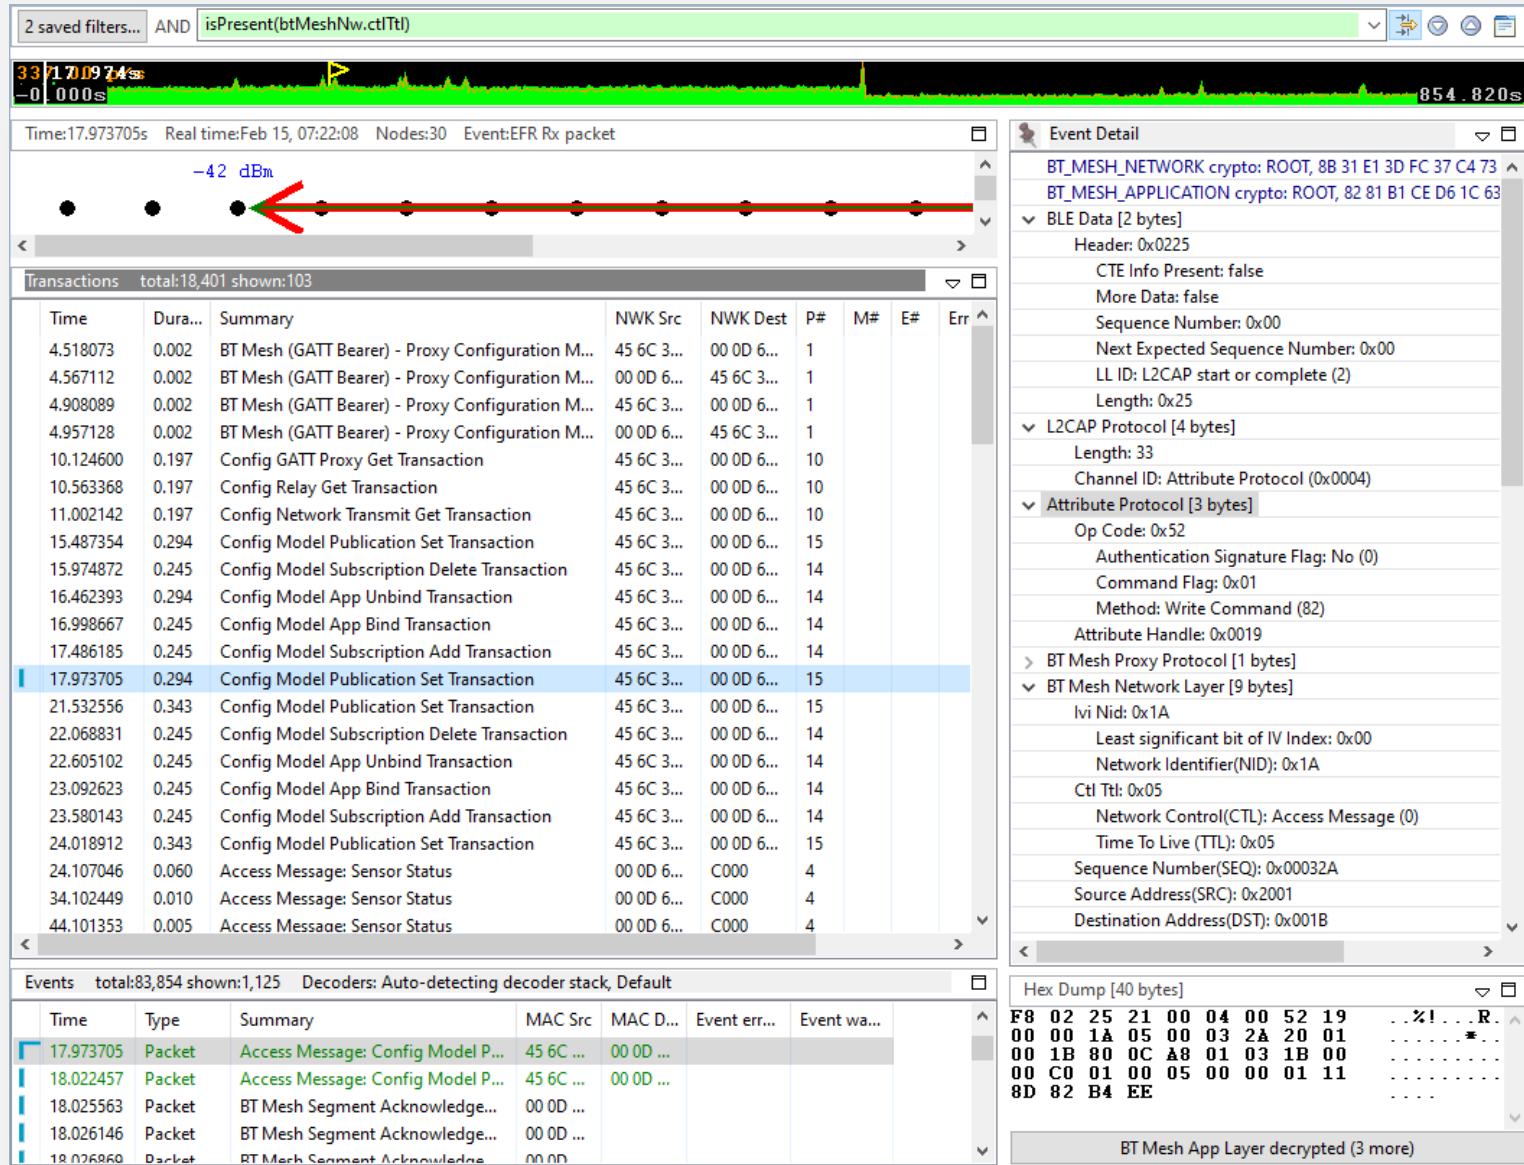 2 saved filters... AND isPresent(btMeshNw.ctlTtl)
-0.000s 854.820s
Time:17.973705s Real time:Feb 15, 07:22:08 Nodes:30 Event:EFR Rx packet
-42 dBm
Transactions total:18,401 shown:103
Time Dura... Summary NWK Src NWK Dest P# M# E# Err
4.518073 0.002 BT Mesh (GATT Bearer) - Proxy Configuration M... 45 6C 3... 00 0D 6... 1
4.567112 0.002 BT Mesh (GATT Bearer) - Proxy Configuration M... 00 0D 6... 45 6C 3... 1
4.908089 0.002 BT Mesh (GATT Bearer) - Proxy Configuration M... 45 6C 3... 00 0D 6... 1
4.957128 0.002 BT Mesh (GATT Bearer) - Proxy Configuration M... 00 0D 6... 45 6C 3... 1
10.124600 0.197 Config GATT Proxy Get Transaction 45 6C 3... 00 0D 6... 10
10.563368 0.197 Config Relay Get Transaction 45 6C 3... 00 0D 6... 10
11.002142 0.197 Config Network Transmit Get Transaction 45 6C 3... 00 0D 6... 10
15.487354 0.294 Config Model Publication Set Transaction 45 6C 3... 00 0D 6... 15
15.974872 0.245 Config Model Subscription Delete Transaction 45 6C 3... 00 0D 6... 14
16.462393 0.294 Config Model App Unbind Transaction 45 6C 3... 00 0D 6... 14
16.998667 0.245 Config Model App Bind Transaction 45 6C 3... 00 0D 6... 14
17.486185 0.245 Config Model Subscription Add Transaction 45 6C 3... 00 0D 6... 14
17.973705 0.294 Config Model Publication Set Transaction 45 6C 3... 00 0D 6... 15
21.532556 0.343 Config Model Publication Set Transaction 45 6C 3... 00 0D 6... 15
22.068831 0.245 Config Model Subscription Delete Transaction 45 6C 3... 00 0D 6... 14
22.605102 0.245 Config Model App Unbind Transaction 45 6C 3... 00 0D 6... 14
23.092623 0.245 Config Model App Bind Transaction 45 6C 3... 00 0D 6... 14
23.580143 0.245 Config Model Subscription Add Transaction 45 6C 3... 00 0D 6... 14
24.018912 0.343 Config Model Publication Set Transaction 45 6C 3... 00 0D 6... 15
24.107046 0.060 Access Message: Sensor Status 00 0D 6... C000 4
34.102449 0.010 Access Message: Sensor Status 00 0D 6... C000 4
44.101353 0.005 Access Message: Sensor Status 00 0D 6... C000 4
Events total:83,854 shown:1,125 Decoders: Auto-detecting decoder stack, Default
Time Type Summary MAC Src MAC D... Event err... Event wa...
17.973705 Packet Access Message: Config Model P... 45 6C ... 00 0D ...
18.022457 Packet Access Message: Config Model P... 45 6C ... 00 0D ...
18.025563 Packet BT Mesh Segment Acknowledge... 00 0D ...
18.026146 Packet BT Mesh Segment Acknowledge... 00 0D ...
18.026869 Packet BT Mesh Segment Acknowledge... 00 0D
Event Detail
BT_MESH_NETWORK crypto: ROOT, 8B 31 E1 3D FC 37 C4 73
BT_MESH_APPLICATION crypto: ROOT, 82 81 B1 CE D6 1C 63
BLE Data [2 bytes]
Header: 0x0225
CTE Info Present: false
More Data: false
Sequence Number: 0x00
Next Expected Sequence Number: 0x00
LL ID: L2CAP start or complete (2)
Length: 0x25
L2CAP Protocol [4 bytes]
Length: 33
Channel ID: Attribute Protocol (0x0004)
Attribute Protocol [3 bytes]
Op Code: 0x52
Authentication Signature Flag: No (0)
Command Flag: 0x01
Method: Write Command (82)
Attribute Handle: 0x0019
BT Mesh Proxy Protocol [1 bytes]
BT Mesh Network Layer [9 bytes]
Ivi Nid: 0x1A
Least significant bit of IV Index: 0x00
Network Identifier(NID): 0x1A
Ctl Ttl: 0x05
Network Control(CTL): Access Message (0)
Time To Live (TTL): 0x05
Sequence Number(SEQ): 0x00032A
Source Address(SRC): 0x2001
Destination Address(DST): 0x001B
Hex Dump [40 bytes]
F8 02 25 21 00 04 00 52 19 ..%!...R.
00 00 1A 05 00 03 2A 20 01 ......*..
00 1B 80 0C A8 01 03 1B 00 .........
00 C0 01 00 05 00 00 01 11 .........
8D 82 B4 EE ....
BT Mesh App Layer decrypted (3 more)